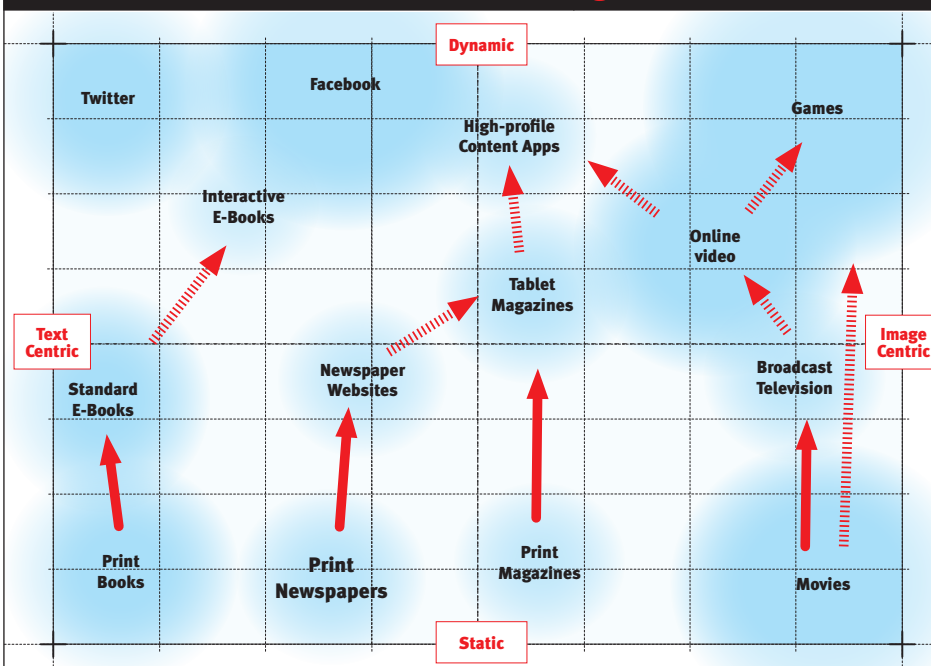 Dynamic
Twitter
Facebook
Games
High-profile
Content Apps
Interactive
E-Books
Online
video
Tablet
Magazines
Text
Centric
Image
Centric
Newspaper
Websites
Broadcast
Television
Standard
E-Books
Print
Books
Print
Newspapers
Print
Magazines
Movies
Static